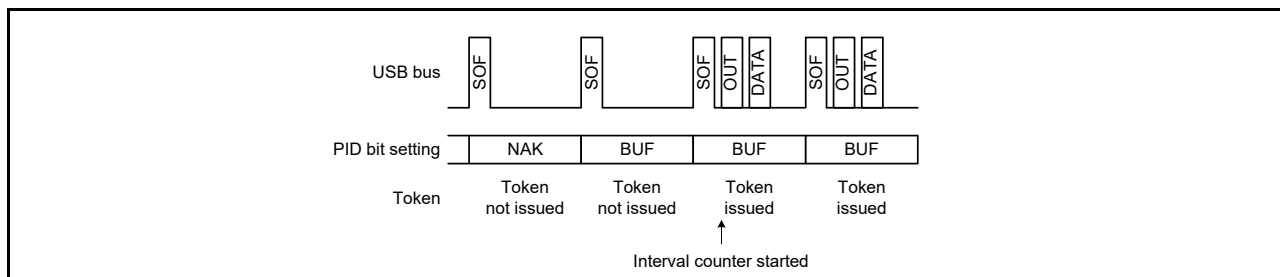 USB bus
SOF
SOF
SOF
OUT
DATA
SOF
OUT
DATA
PID bit setting
NAK
BUF
BUF
BUF
Token
Token
not issued
Token
not issued
Token
issued
Token
issued
Interval counter started